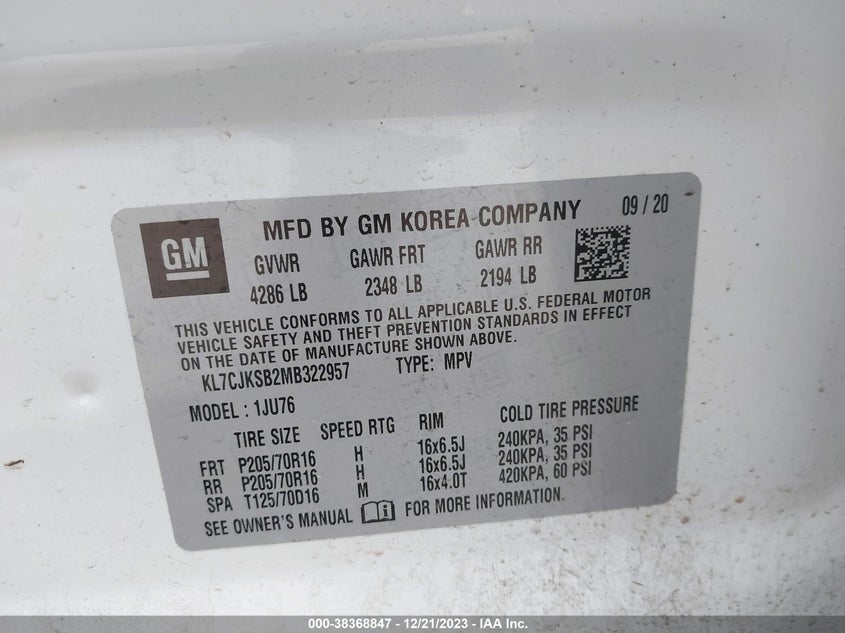 GM
MFD BY GM KOREA COMPANY 09 / 20
GVWR GAWR FRT GAWR RR
4286 LB 2348 LB 2194 LB
THIS VEHICLE CONFORMS TO ALL APPLICABLE U.S. FEDERAL MOTOR
VEHICLE SAFETY AND THEFT PREVENTION STANDARDS IN EFFECT
ON THE DATE OF MANUFACTURE SHOWN ABOVE.
KL7CJKSB2MB322957 TYPE: MPV
MODEL : 1JU76
TIRE SIZE SPEED RTG RIM COLD TIRE PRESSURE
FRT P205/70R16 H 16x6.5J 240KPA, 35 PSI
RR P205/70R16 H 16x6.5J 240KPA, 35 PSI
SPA T125/70D16 M 16x4.0T 420KPA, 60 PSI
SEE OWNER'S MANUAL FOR MORE INFORMATION.
000-38368847 - 12/21/2023 - IAA Inc.